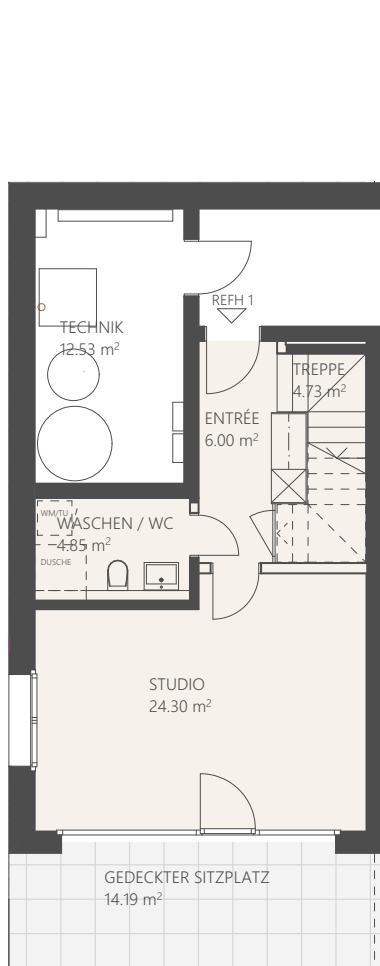 REFH 1
TECHNIK
12.53 m²
TREPPE
4.73 m²
ENTRÉE
6.00 m²
WM/TU
WASCHEN / WC
4.85 m²
DUSCHE
STUDIO
24.30 m²
GEDECKTER SITZPLATZ
14.19 m²